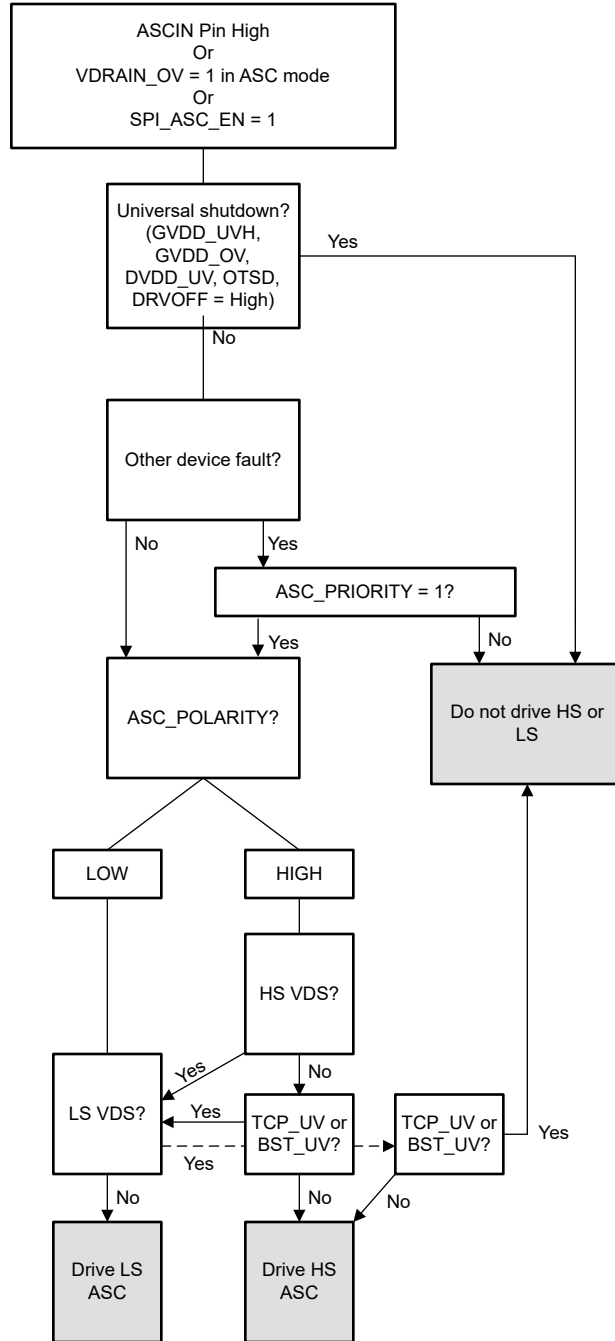 ASCIN Pin High
Or
VDRAIN_OV = 1 in ASC mode
Or
SPI_ASC_EN = 1
Universal shutdown?
(GVDD_UVH,
GVDD_OV,
DVDD_UV, OTSD,
DRVOFF = High)
Yes
No
Other device fault?
No
Yes
ASC_PRIORITY = 1?
Yes
No
ASC_POLARITY?
Do not drive HS or
LS
LOW
HIGH
HS VDS?
Yes
No
LS VDS?
Yes
TCP_UV or
BST_UV?
TCP_UV or
BST_UV?
Yes
Yes
No
No
No
Drive LS
ASC
Drive HS
ASC